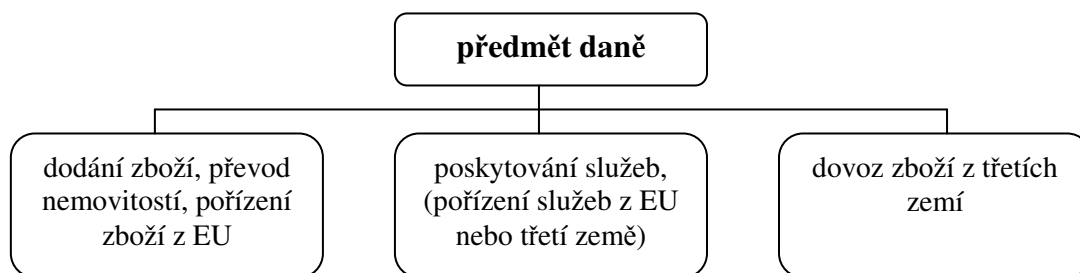 předmět daně
dodání zboží, převod
nemovitostí, pořízení
zboží z EU
poskytování služeb,
(pořízení služeb z EU
nebo třetí země)
dovoz zboží z třetích
zemí